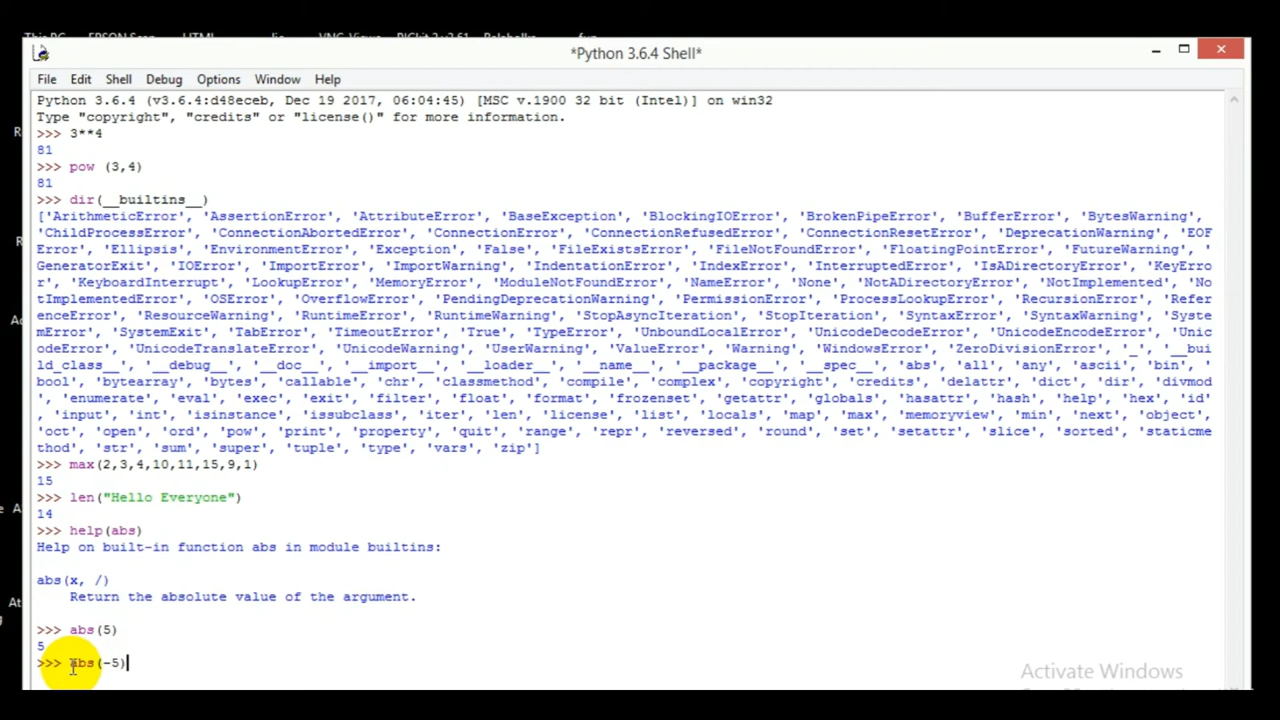 *Python 3.6.4 Shell*
File Edit Shell Debug Options Window Help
Python 3.6.4 (v3.6.4:d48eceb, Dec 19 2017, 06:04:45) [MSC v.1900 32 bit (Intel)] on win32
Type "copyright", "credits" or "license()" for more information.
>>> 3**4
81
>>> pow (3,4)
81
>>> dir(__builtins__)
['ArithmeticError', 'AssertionError', 'AttributeError', 'BaseException', 'BlockingIOError', 'BrokenPipeError', 'BufferError', 'BytesWarning',
'ChildProcessError', 'ConnectionAbortedError', 'ConnectionError', 'ConnectionRefusedError', 'ConnectionResetError', 'DeprecationWarning', 'EOF
Error', 'Ellipsis', 'EnvironmentError', 'Exception', 'False', 'FileExistsError', 'FileNotFoundError', 'FloatingPointError', 'FutureWarning', '
GeneratorExit', 'IOError', 'ImportError', 'ImportWarning', 'IndentationError', 'IndexError', 'InterruptedError', 'IsADirectoryError', 'KeyErro
r', 'KeyboardInterrupt', 'LookupError', 'MemoryError', 'ModuleNotFoundError', 'NameError', 'None', 'NotADirectoryError', 'NotImplemented', 'No
tImplementedError', 'OSError', 'OverflowError', 'PendingDeprecationWarning', 'PermissionError', 'ProcessLookupError', 'RecursionError', 'Refer
enceError', 'ResourceWarning', 'RuntimeError', 'RuntimeWarning', 'StopAsyncIteration', 'StopIteration', 'SyntaxError', 'SyntaxWarning', 'Syste
mError', 'SystemExit', 'TabError', 'TimeoutError', 'True', 'TypeError', 'UnboundLocalError', 'UnicodeDecodeError', 'UnicodeEncodeError', 'Unic
odeError', 'UnicodeTranslateError', 'UnicodeWarning', 'UserWarning', 'ValueError', 'Warning', 'WindowsError', 'ZeroDivisionError', '_', '__bui
ld_class__', '__debug__', '__doc__', '__import__', '__loader__', '__name__', '__package__', '__spec__', 'abs', 'all', 'any', 'ascii', 'bin', '
bool', 'bytearray', 'bytes', 'callable', 'chr', 'classmethod', 'compile', 'complex', 'copyright', 'credits', 'delattr', 'dict', 'dir', 'divmod
', 'enumerate', 'eval', 'exec', 'exit', 'filter', 'float', 'format', 'frozenset', 'getattr', 'globals', 'hasattr', 'hash', 'help', 'hex', 'id'
, 'input', 'int', 'isinstance', 'issubclass', 'iter', 'len', 'license', 'list', 'locals', 'map', 'max', 'memoryview', 'min', 'next', 'object',
'oct', 'open', 'ord', 'pow', 'print', 'property', 'quit', 'range', 'repr', 'reversed', 'round', 'set', 'setattr', 'slice', 'sorted', 'staticme
thod', 'str', 'sum', 'super', 'tuple', 'type', 'vars', 'zip']
>>> max(2,3,4,10,11,15,9,1)
15
>>> len("Hello Everyone")
14
>>> help(abs)
Help on built-in function abs in module builtins:
abs(x, /)
Return the absolute value of the argument.
>>> abs(5)
5
>>> abs(-5)
Activate Windows